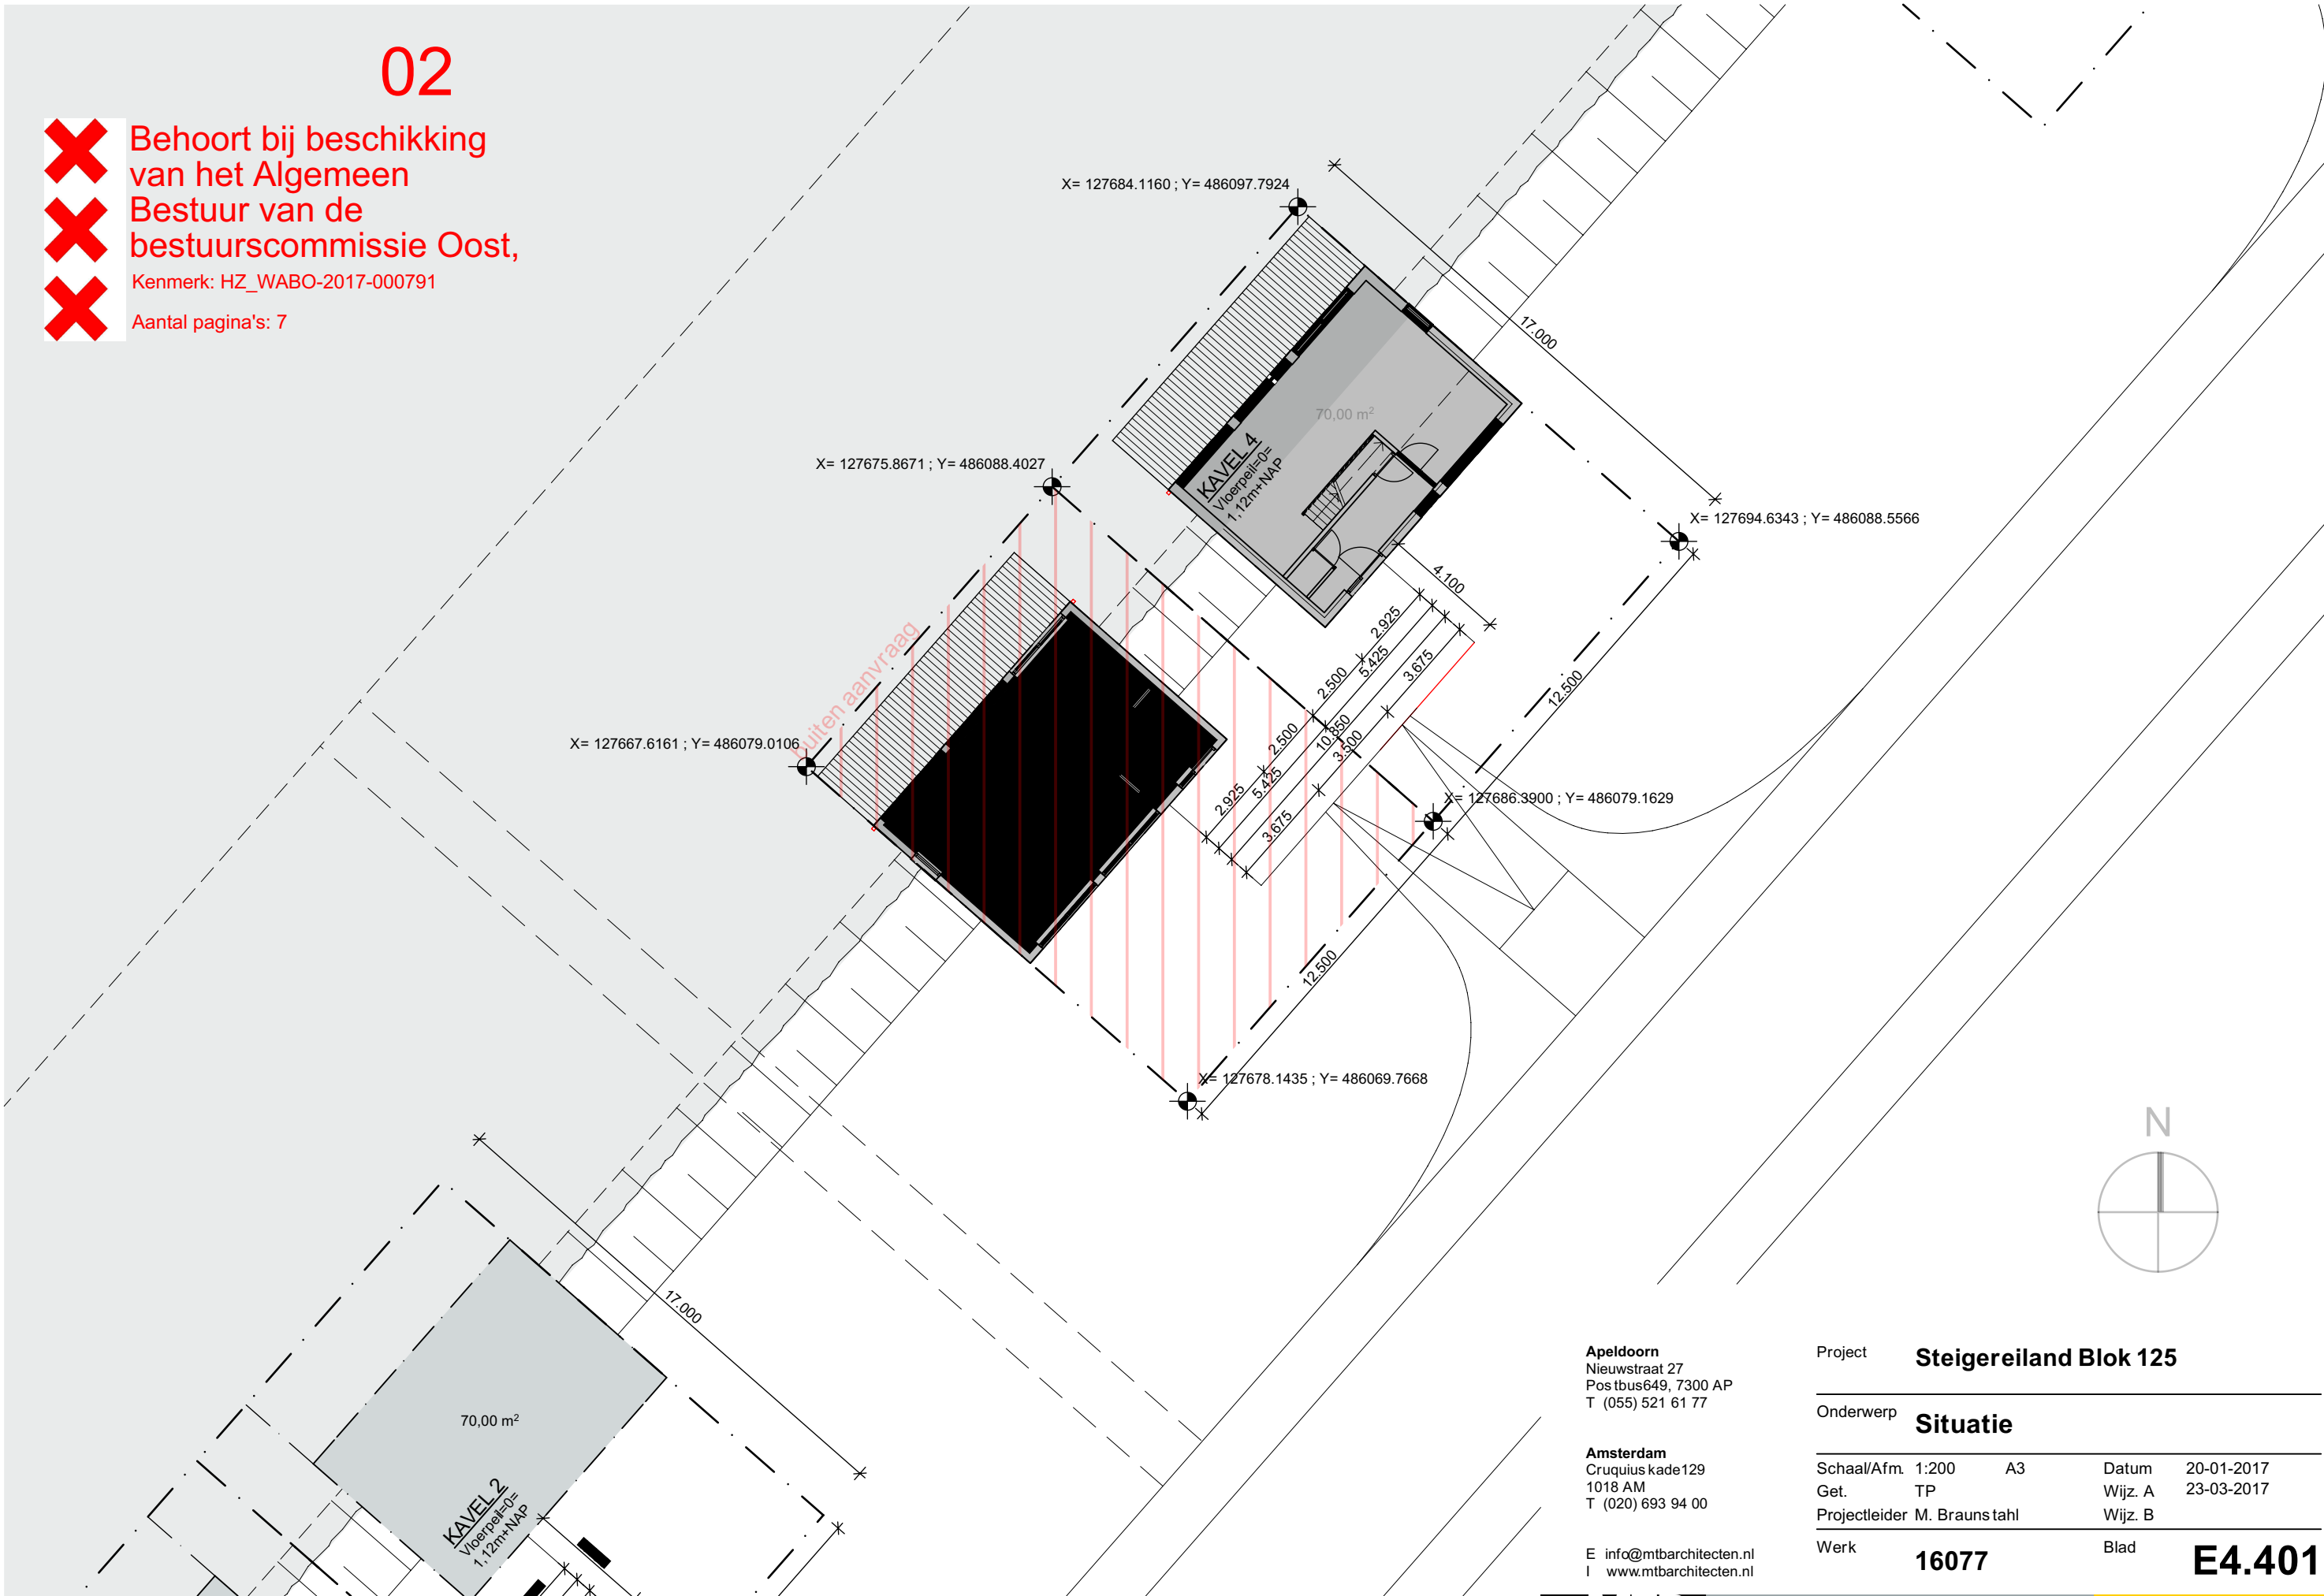 02
Behoort bij beschikking
van het Algemeen
Bestuur van de
bestuurscommissie Oost,
Kenmerk: HZ_WABO-2017-000791
Aantal pagina's: 7
X= 127684.1160 ; Y= 486097.7924
17.000
70,00 m²
KAVEL 4
Vloerpeil=0=
1,12m+NAP
X= 127675.8671 ; Y= 486088.4027
X= 127694.6343 ; Y= 486088.5566
4.100
2.925
5.425
3.675
2.500
12.500
buiten aanvraag
2.500
10.850
3.500
X= 127667.6161 ; Y= 486079.0106
2.925
5.425
3.675
X= 127686.3900 ; Y= 486079.1629
12.500
X= 127678.1435 ; Y= 486069.7668
N
17.000
70,00 m²
KAVEL 2
Vloerpeil=0=
1,12m+NAP
Apeldoorn
Nieuwstraat 27
Postbus649, 7300 AP
T (055) 521 61 77
Amsterdam
Cruquiuskade129
1018 AM
T (020) 693 94 00
E info@mtbarchitecten.nl
I www.mtbarchitecten.nl
Project Steigereiland Blok 125
Onderwerp Situatie
Schaal/Afm. 1:200 A3 Datum 20-01-2017
Get. TP Wijz. A 23-03-2017
Projectleider M. Braunstahl Wijz. B
Werk 16077 Blad E4.401